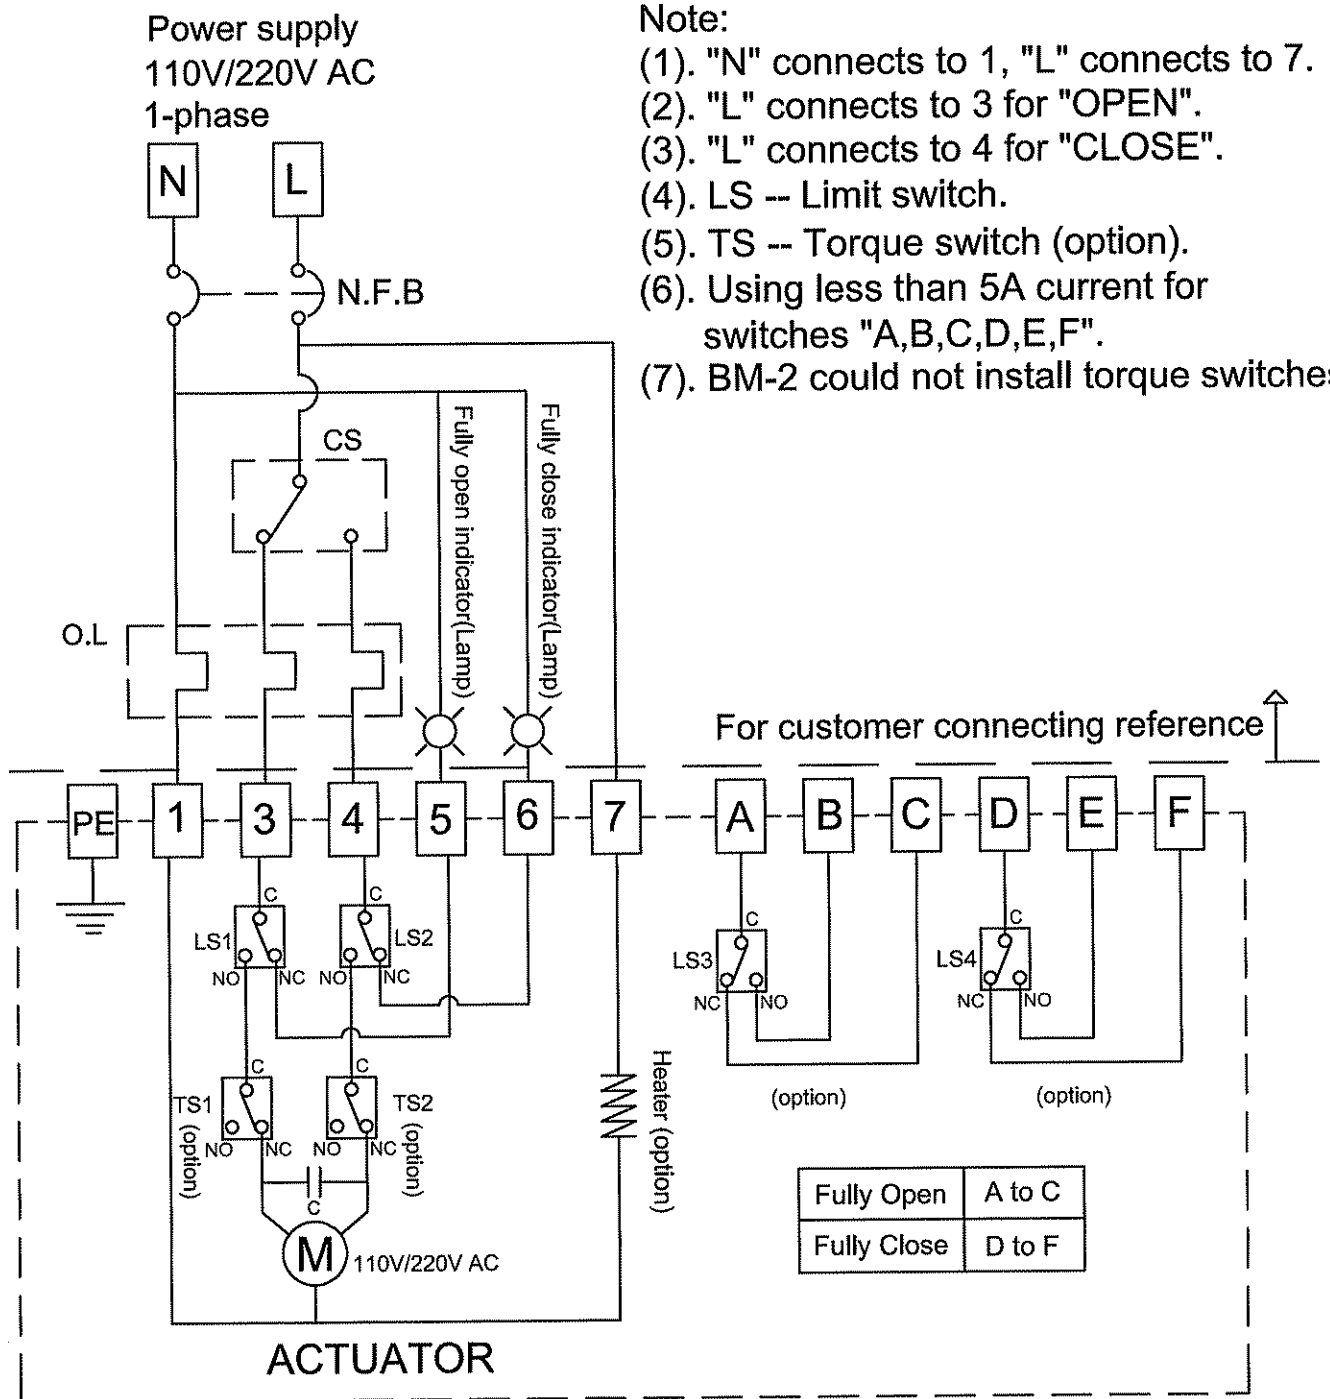 Power supply
110V/220V AC
1-phase
N
L
N.F.B
Note:
(1). "N" connects to 1, "L" connects to 7.
(2). "L" connects to 3 for "OPEN".
(3). "L" connects to 4 for "CLOSE".
(4). LS -- Limit switch.
(5). TS -- Torque switch (option).
(6). Using less than 5A current for
switches "A,B,C,D,E,F".
(7). BM-2 could not install torque switches
CS
Fully open indicator(Lamp)
Fully close indicator(Lamp)
O.L
For customer connecting reference
PE
1
3
4
5
6
7
A
B
C
D
E
F
C
LS1
NO
NC
C
LS2
NO
NC
C
LS3
NC
NO
C
LS4
NC
NO
C
TS1
(option)
NO
NC
C
TS2
(option)
NO
NC
C
M
110V/220V AC
Heater (option)
(option)
(option)
Fully Open A to C
Fully Close D to F
ACTUATOR